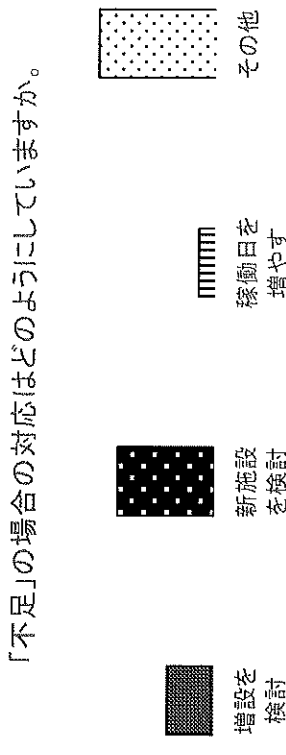 「不足」の場合の対応はどのようにしていますか。
増設を
検討
新施設
を検討
稼働日を
増やす
その他